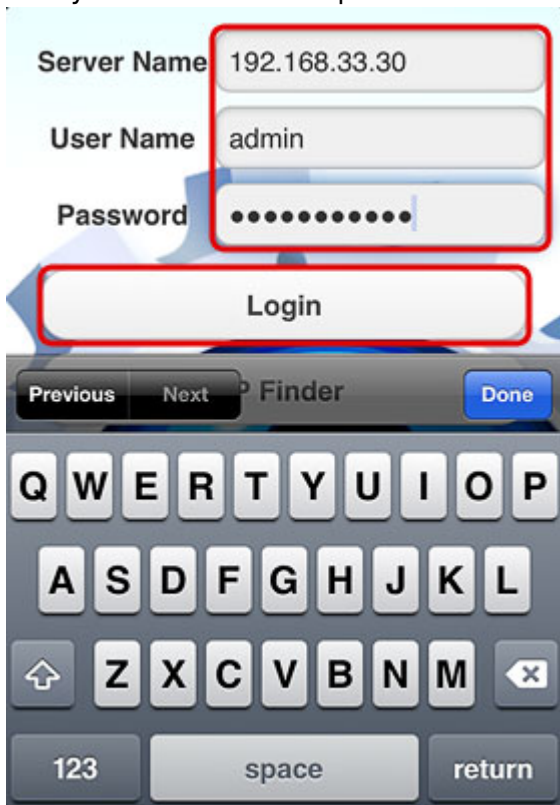 Server Name 192.168.33.30
User Name admin
Password ●●●●●●●●●●●
Login
Previous Next P Finder Done
Q W E R T Y U I O P
A S D F G H J K L
Z X C V B N M
123 space return